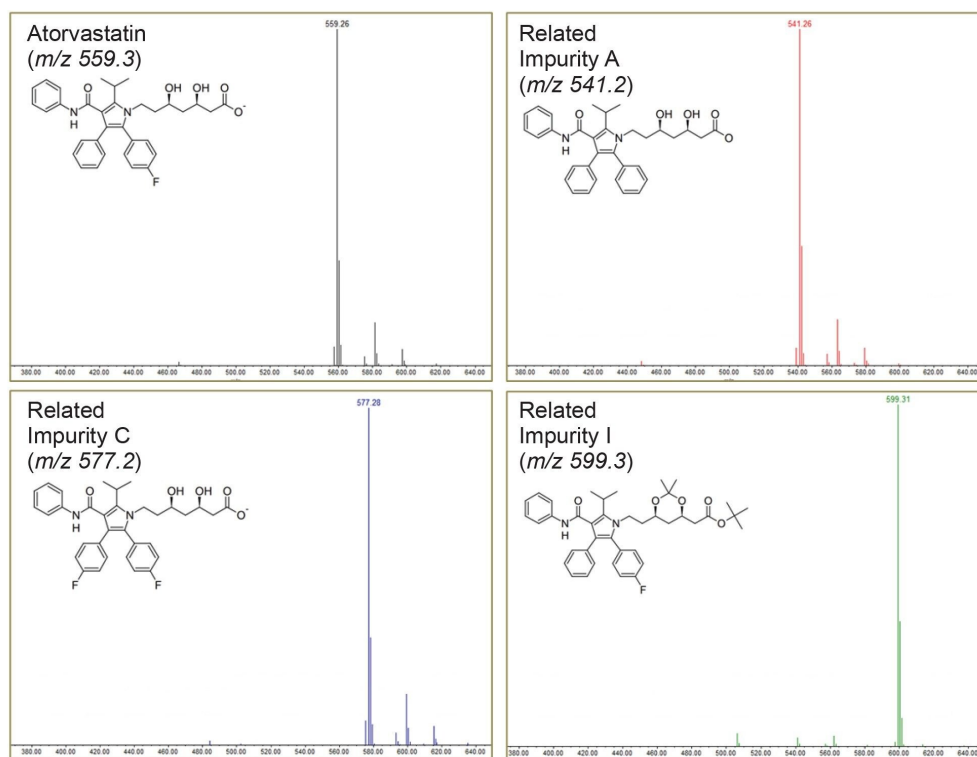 559.26
Atorvastatin
(m/z 559.3)
OH OH O
O N O-
N
H
F
380.00 400.00 420.00 440.00 460.00 480.00 500.00 520.00 540.00 560.00 580.00 600.00 620.00 640.00
541.26
Related
Impurity A
(m/z 541.2)
OH OH O
O N O
N
H
380.00 400.00 420.00 440.00 460.00 480.00 500.00 520.00 540.00 560.00 580.00 600.00 620.00 640.00
577.28
Related
Impurity C
(m/z 577.2)
OH OH O
O N O-
N
H
F F
380.00 400.00 420.00 440.00 460.00 480.00 500.00 520.00 540.00 560.00 580.00 600.00 620.00 640.00
599.31
Related
Impurity I
(m/z 599.3)
O O O
O N O
N
H
F
380.00 400.00 420.00 440.00 460.00 480.00 500.00 520.00 540.00 560.00 580.00 600.00 620.00 640.00